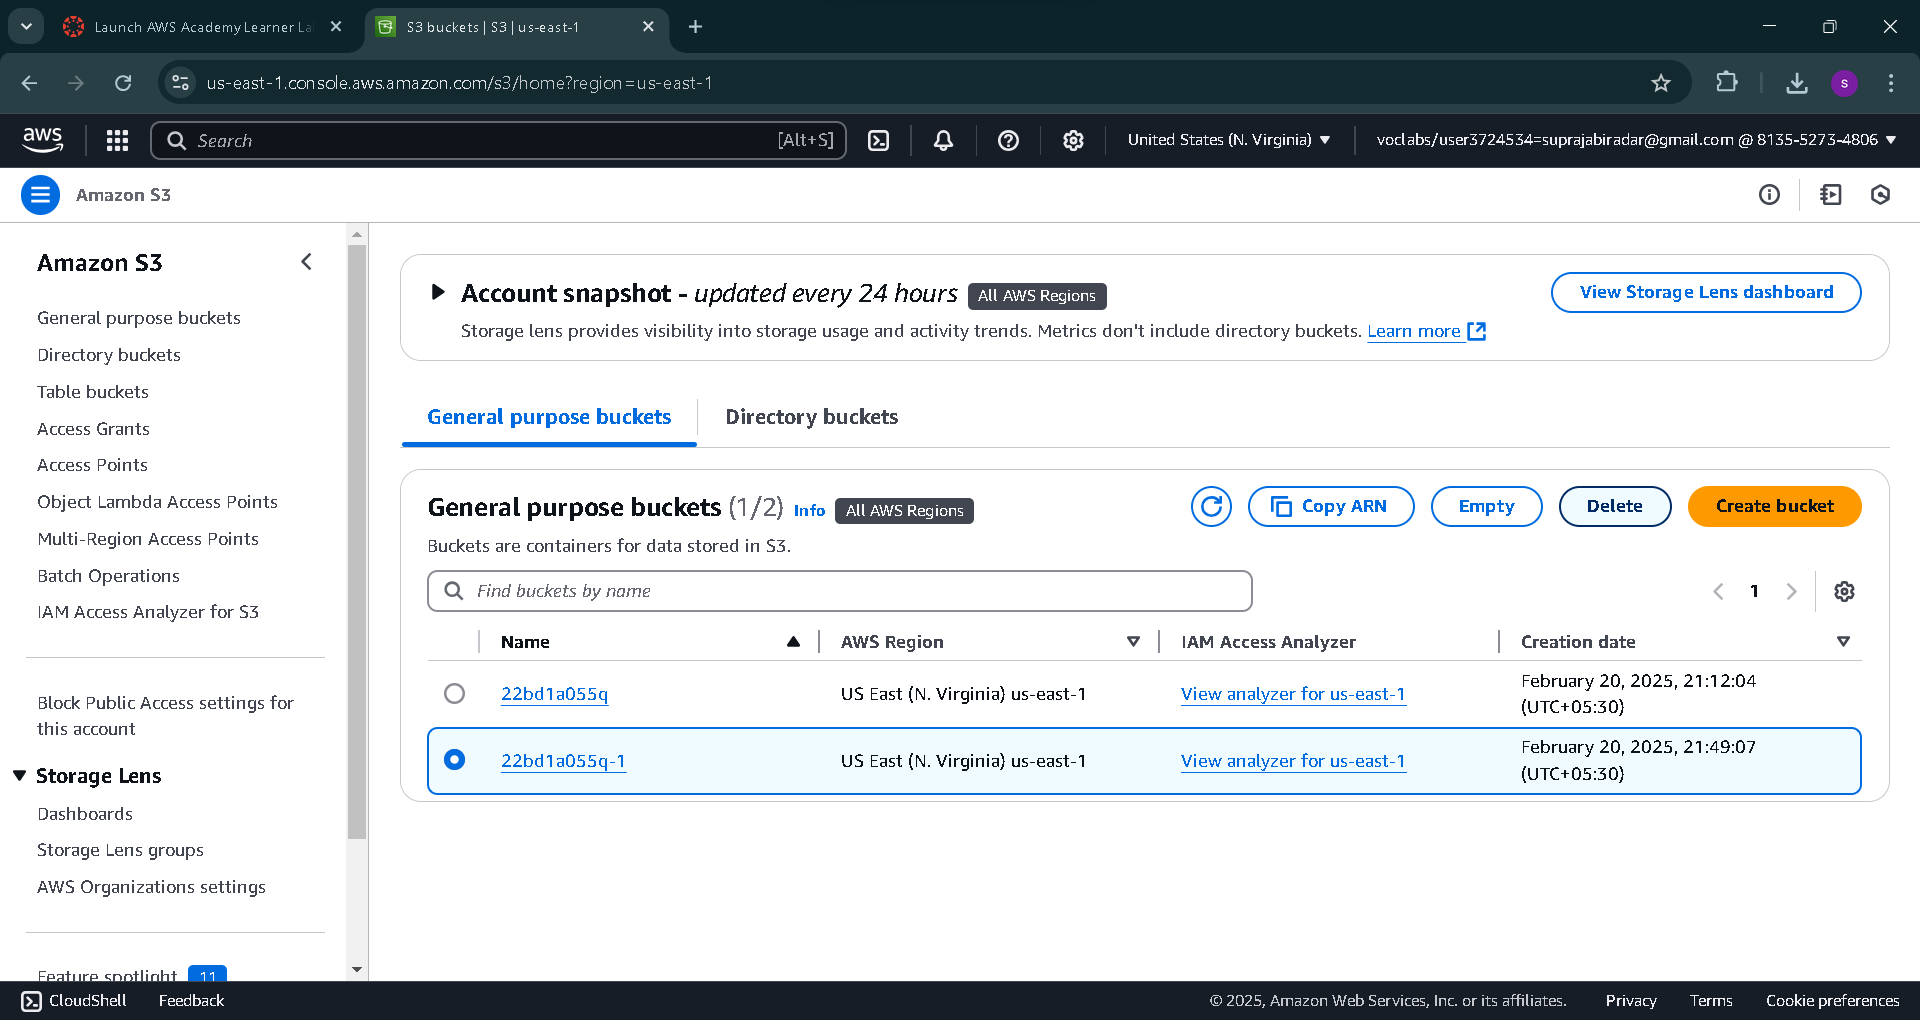 Launch AWS Academy Learner La
S3 buckets | S3 | us-east-1
us-east-1.console.aws.amazon.com/s3/home?region=us-east-1
S
aws
Search [Alt+S]
United States (N. Virginia)
voclabs/user3724534=suprajabiradar@gmail.com @ 8135-5273-4806
Amazon S3
Amazon S3
General purpose buckets
Directory buckets
Table buckets
Access Grants
Access Points
Object Lambda Access Points
Multi-Region Access Points
Batch Operations
IAM Access Analyzer for S3
Block Public Access settings for
this account
Storage Lens
Dashboards
Storage Lens groups
AWS Organizations settings
Feature spotlight 11
Account snapshot - updated every 24 hours All AWS Regions
View Storage Lens dashboard
Storage lens provides visibility into storage usage and activity trends. Metrics don't include directory buckets. Learn more
General purpose buckets
Directory buckets
General purpose buckets (1/2) Info All AWS Regions
Copy ARN
Empty
Delete
Create bucket
Buckets are containers for data stored in S3.
Find buckets by name
1
Name AWS Region IAM Access Analyzer Creation date
22bd1a055q US East (N. Virginia) us-east-1 View analyzer for us-east-1 February 20, 2025, 21:12:04
(UTC+05:30)
22bd1a055q-1 US East (N. Virginia) us-east-1 View analyzer for us-east-1 February 20, 2025, 21:49:07
(UTC+05:30)
CloudShell Feedback
© 2025, Amazon Web Services, Inc. or its affiliates. Privacy Terms Cookie preferences